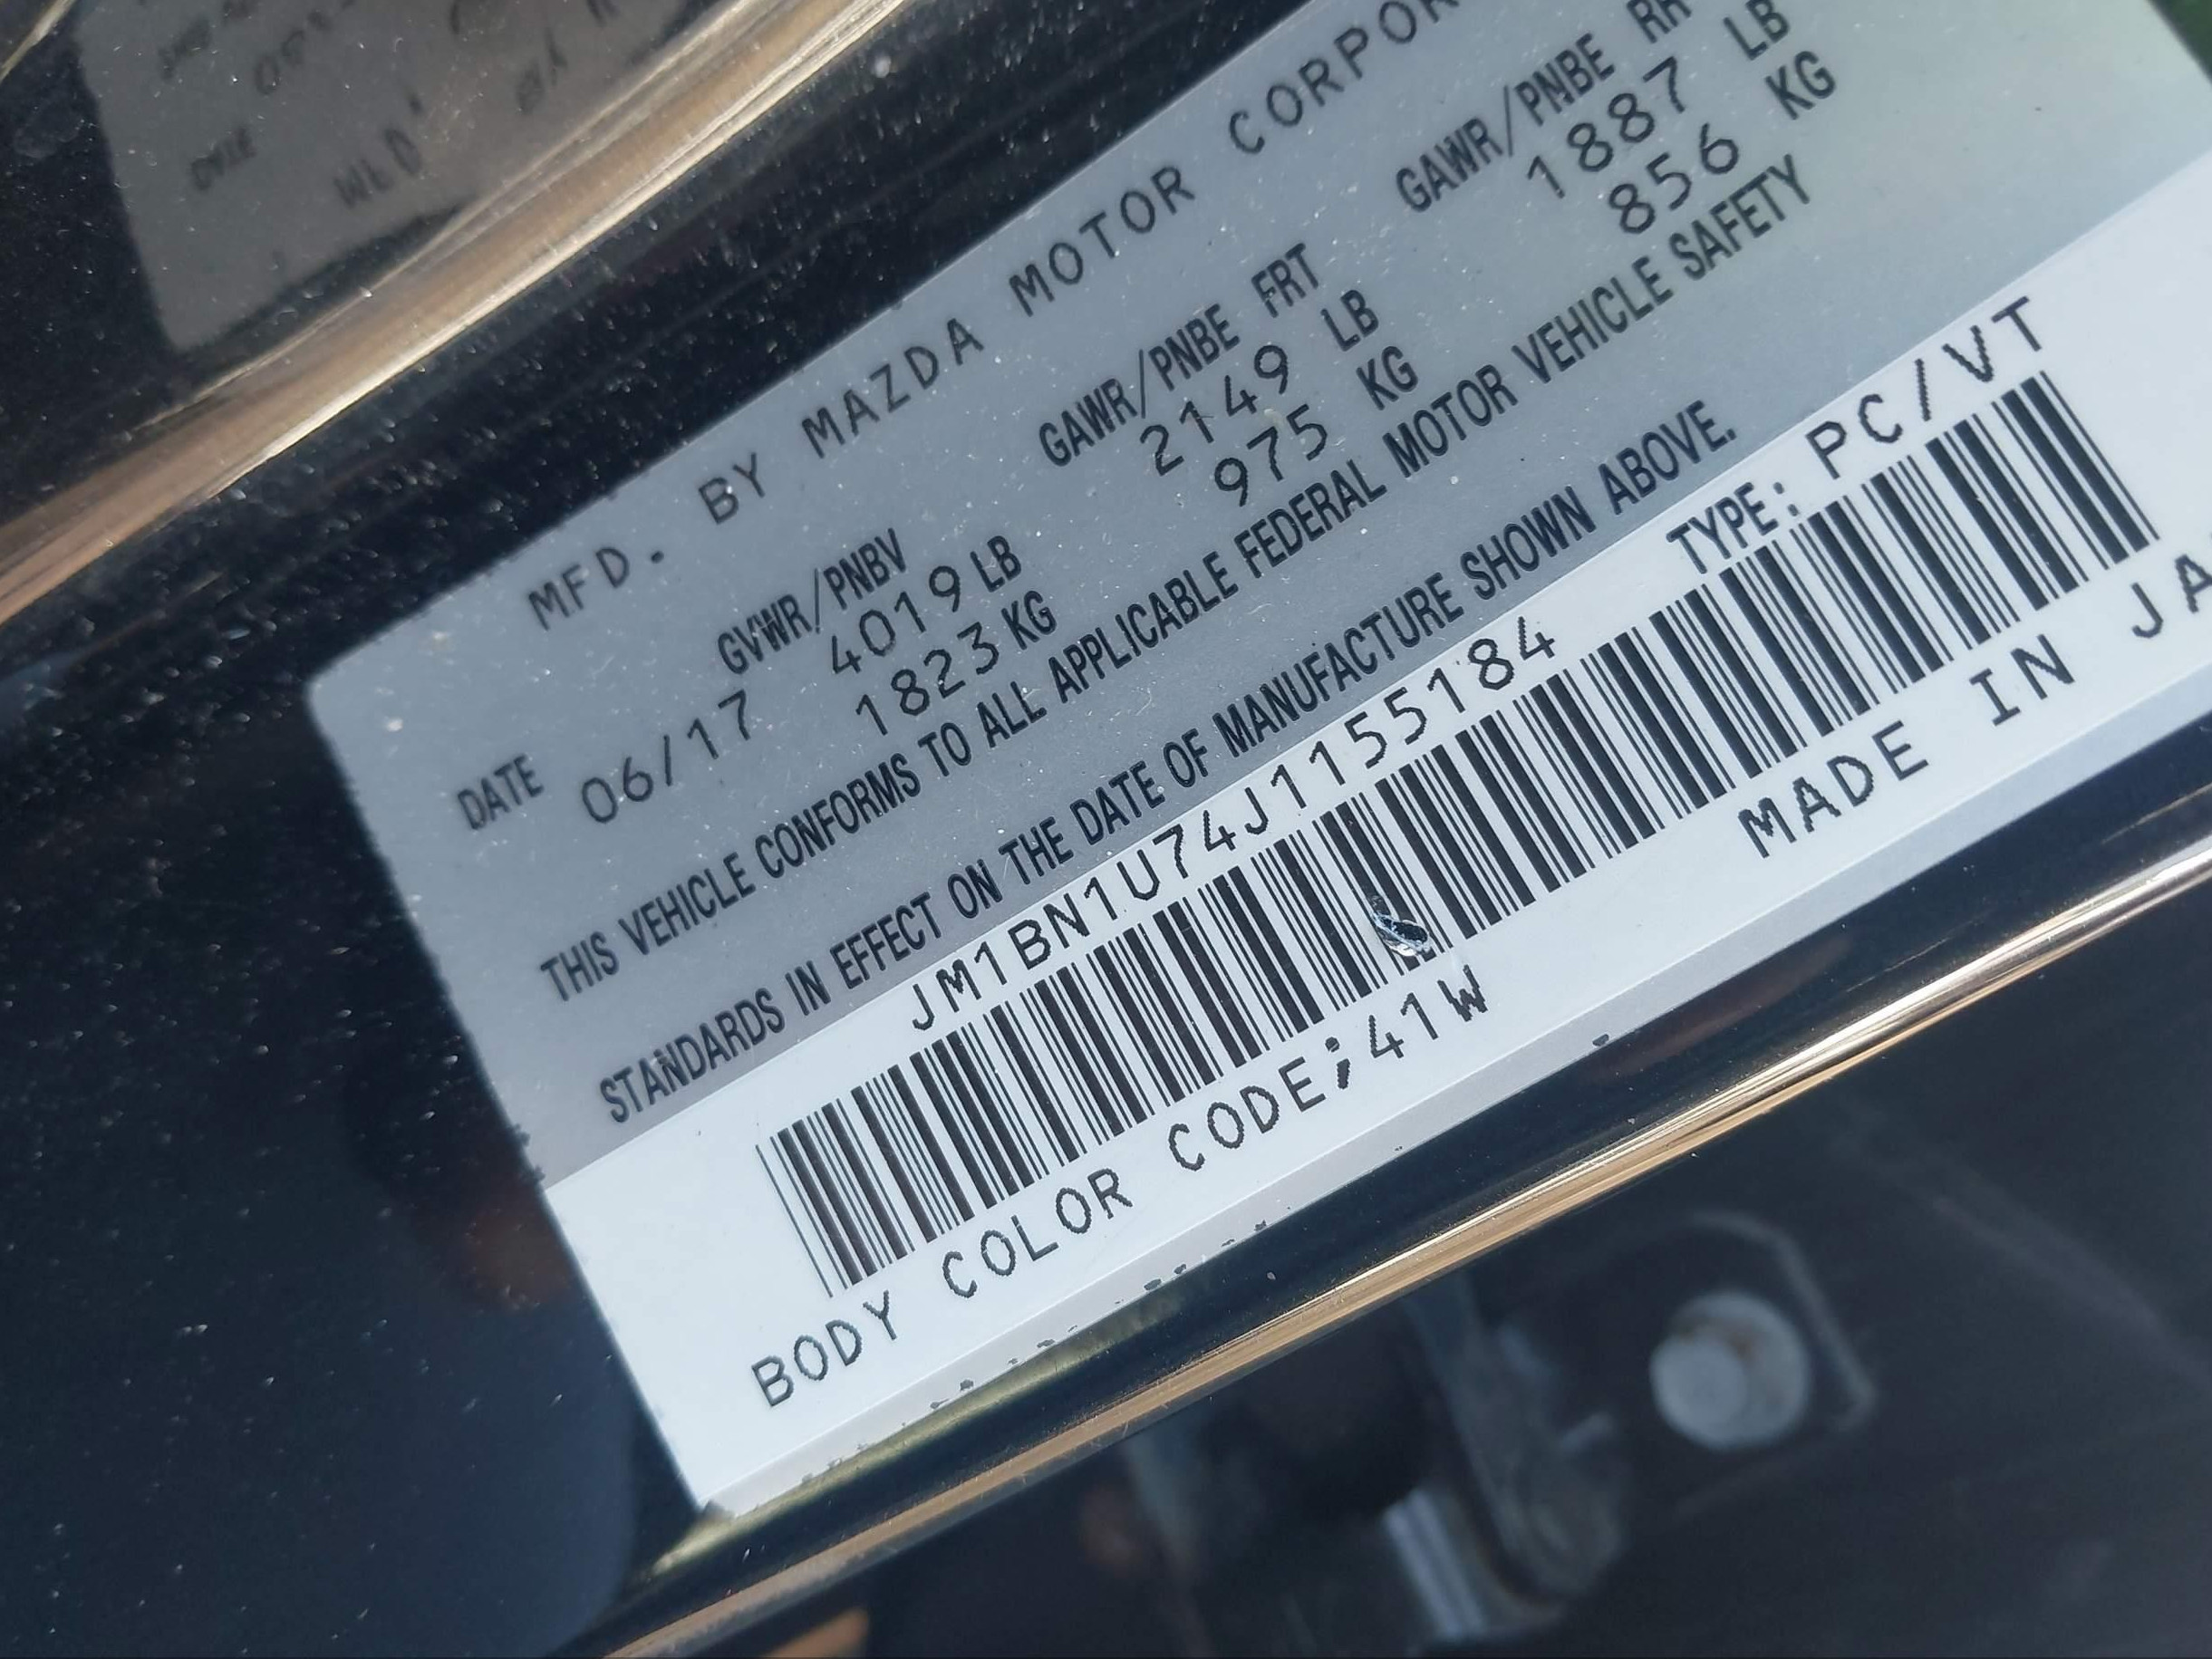 MFD. BY MAZDA MOTOR
GVWR/PNBV GAWR/PNBE FRT GAWR/PNBE RR
DATE 06/17 4019 LB 2149 LB 1887 LB
1823 KG 975 KG 856 KG
THIS VEHICLE CONFORMS TO ALL APPLICABLE FEDERAL MOTOR VEHICLE SAFETY
STANDARDS IN EFFECT ON THE DATE OF MANUFACTURE SHOWN ABOVE.
JM1BN1U74J1155184 TYPE: PC/VT
BODY COLOR CODE;41W MADE IN